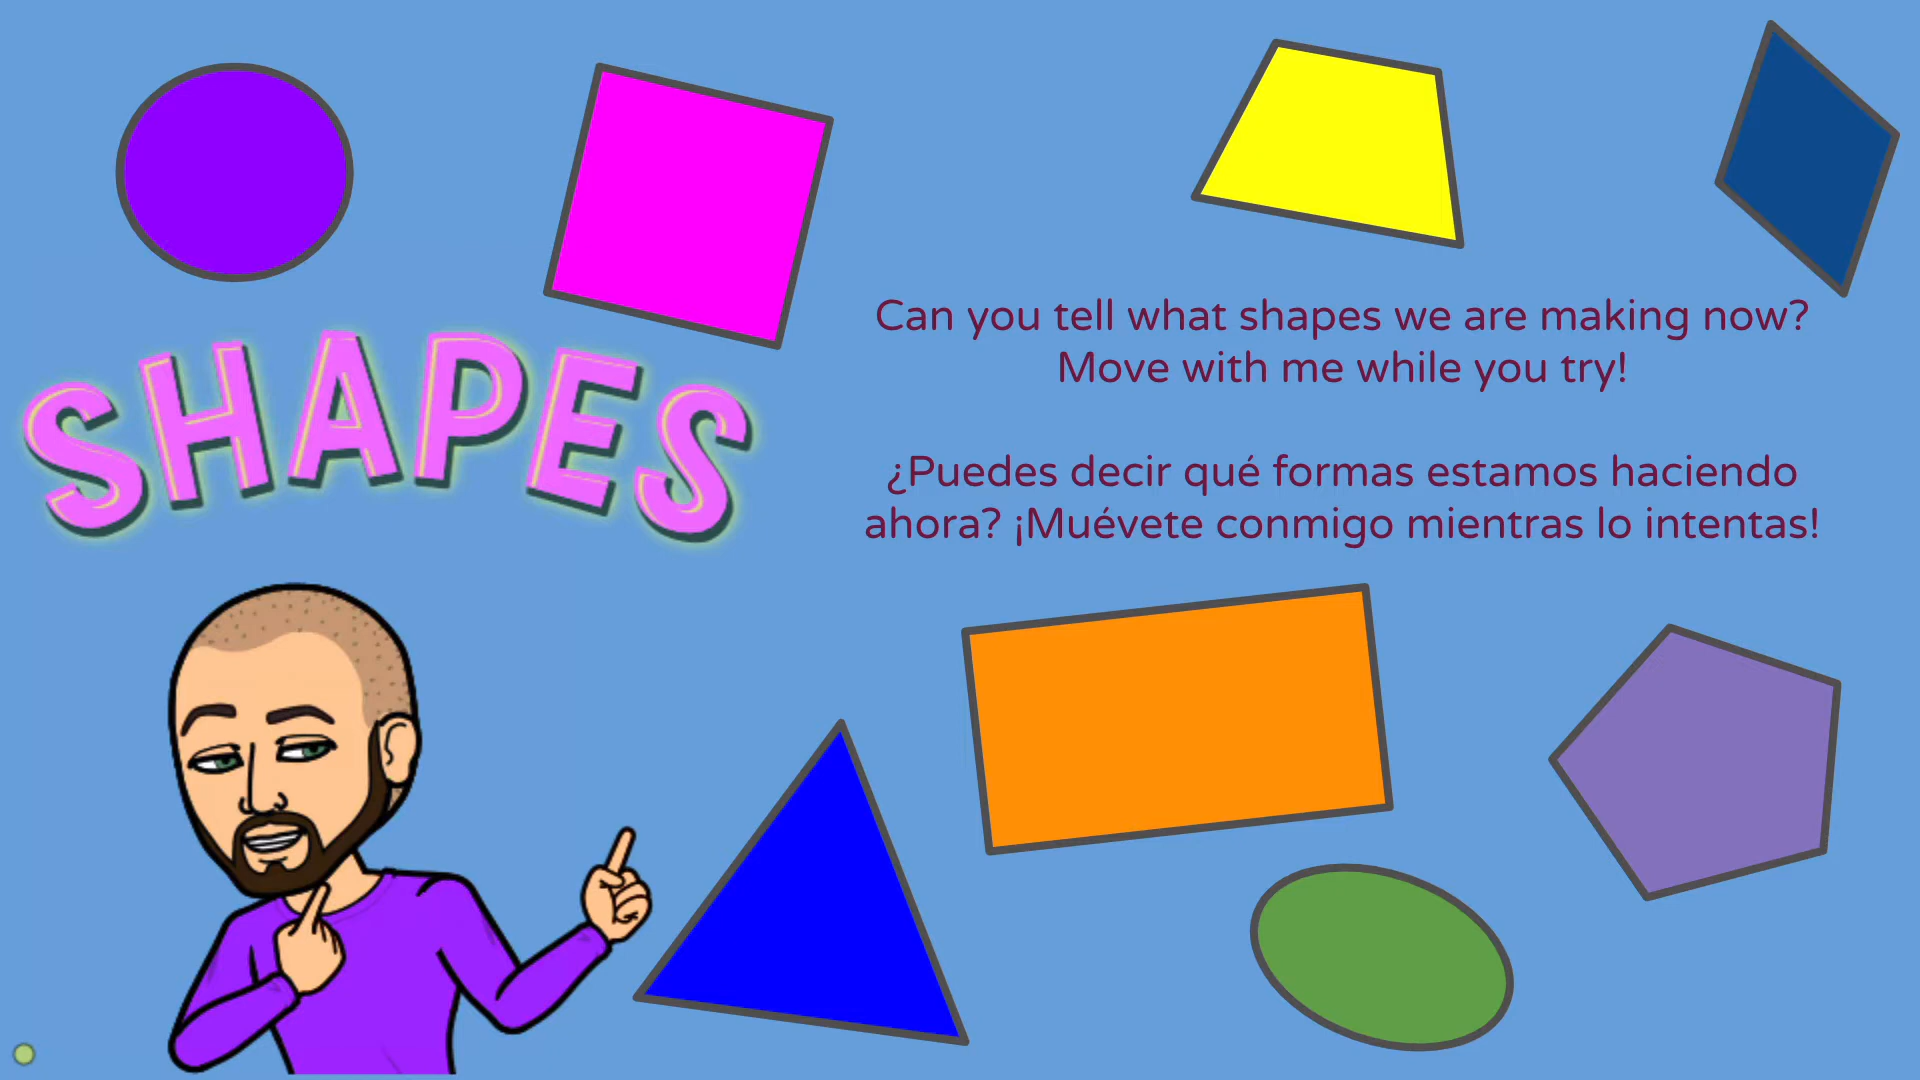 SHAPES
Can you tell what shapes we are making now?
Move with me while you try!
¿Puedes decir qué formas estamos haciendo
ahora? ¡Muévete conmigo mientras lo intentas!